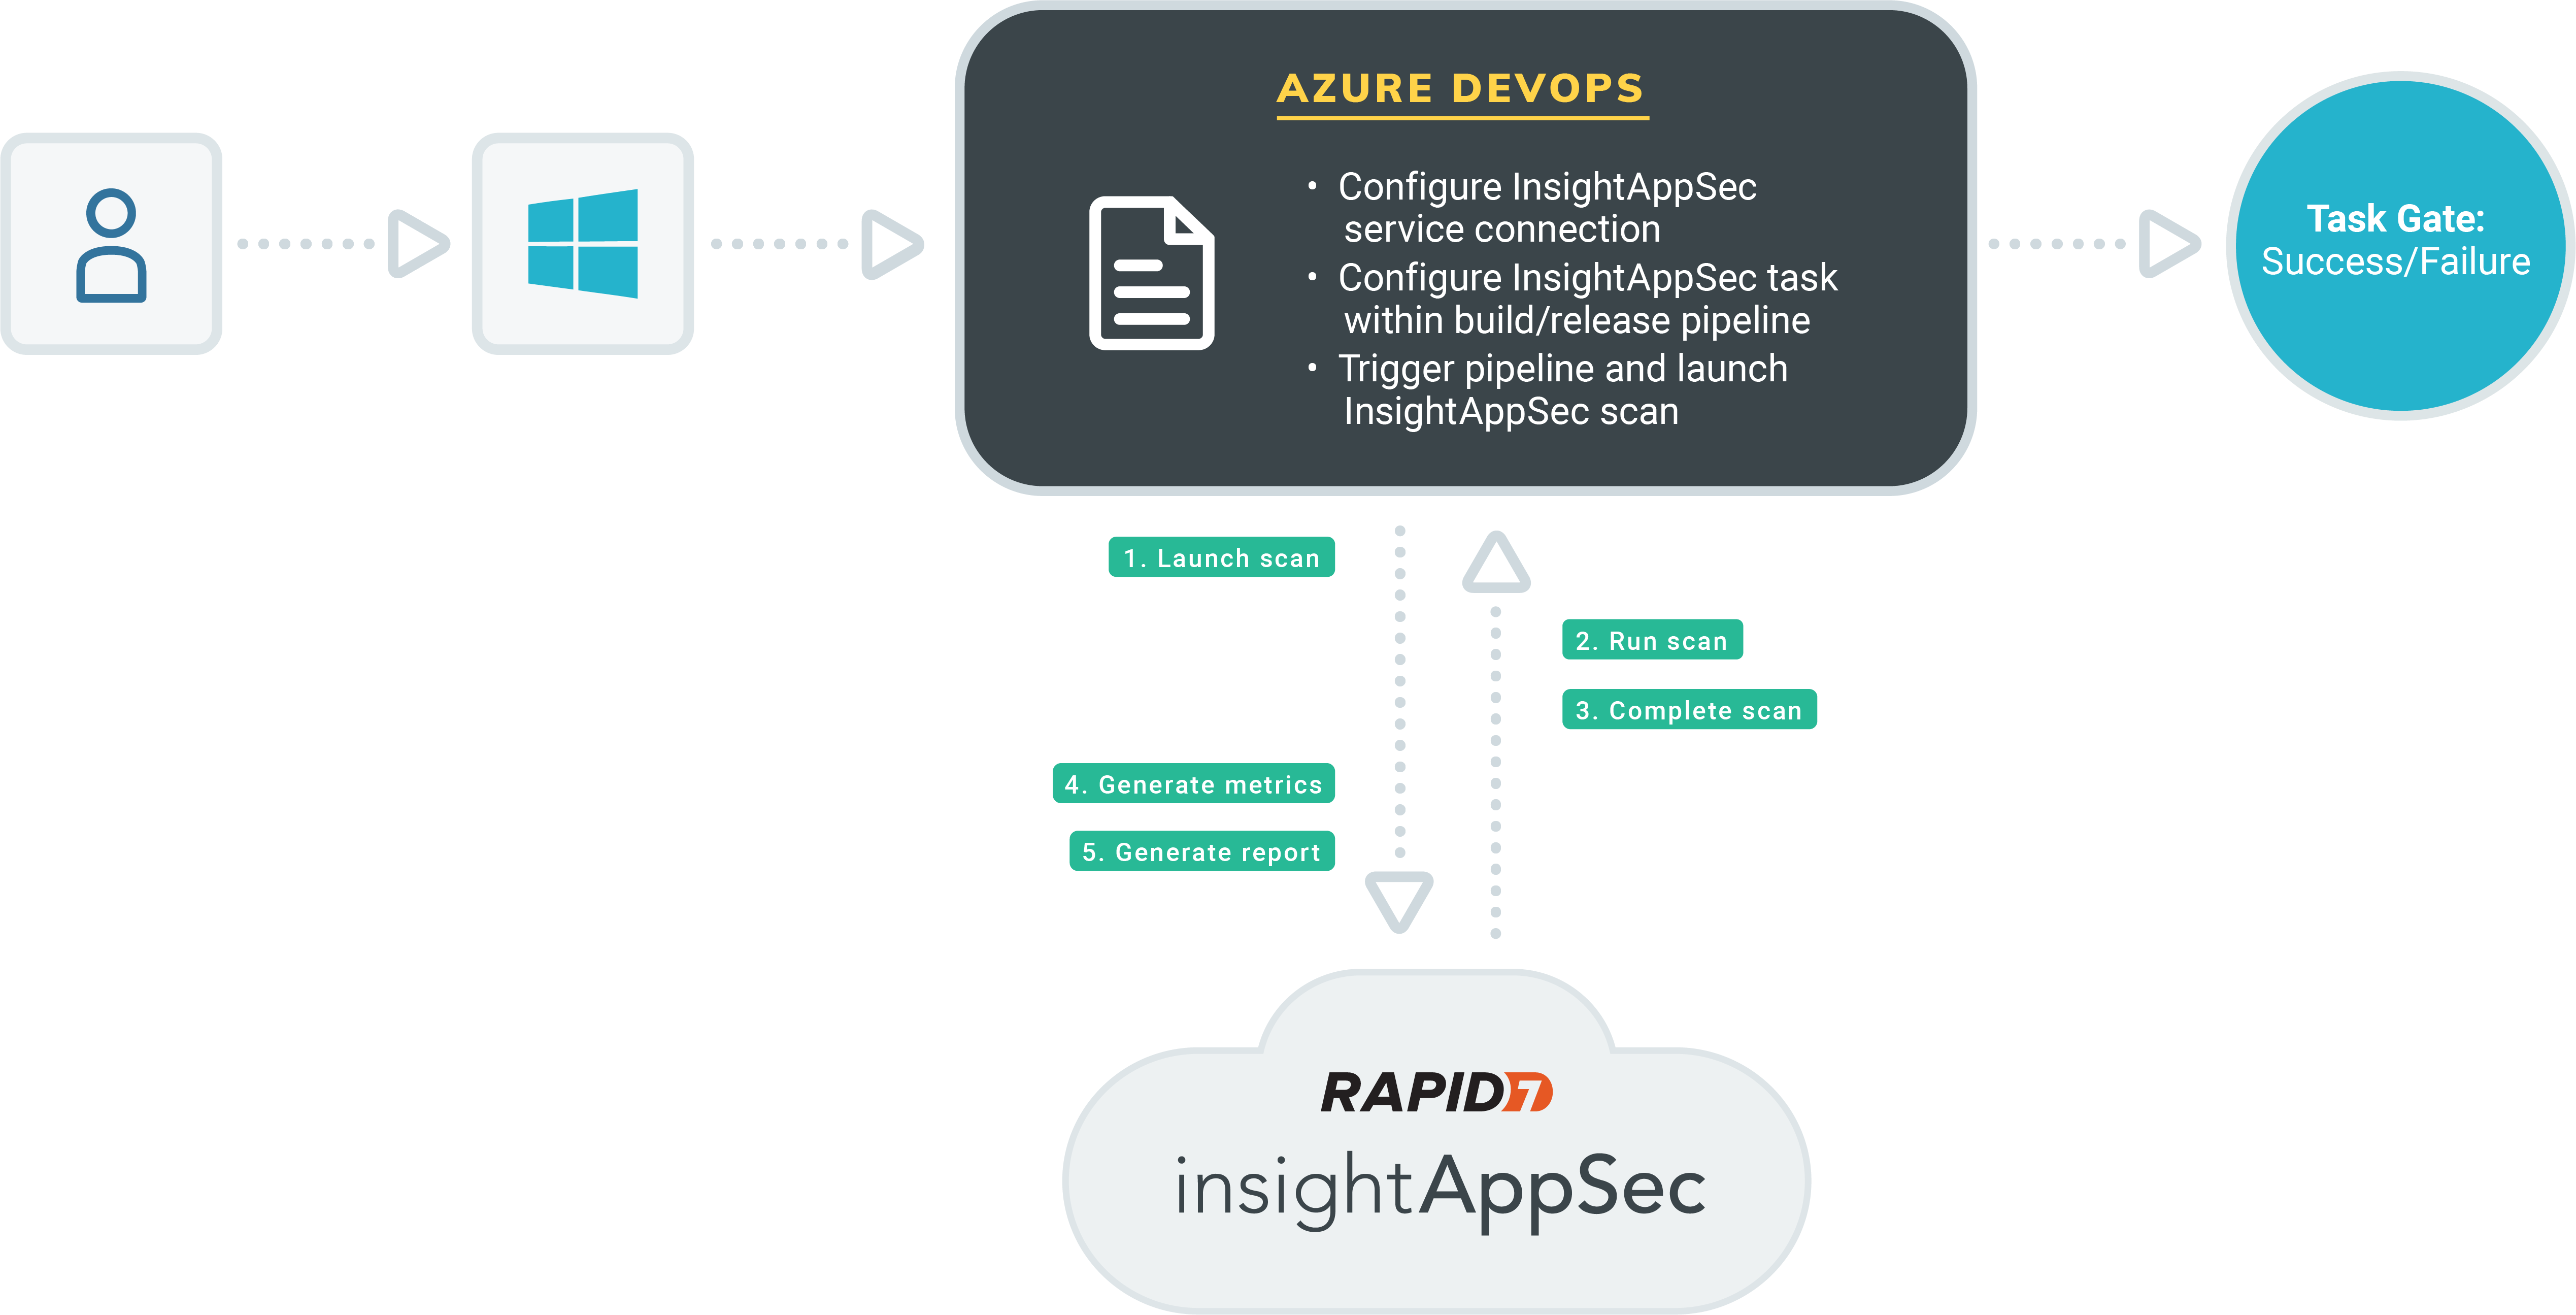 AZURE DEVOPS
• Configure InsightAppSec
service connection
• Configure InsightAppSec task
within build/release pipeline
• Trigger pipeline and launch
InsightAppSec scan
Task Gate:
Success/Failure
1. Launch scan
2. Run scan
3. Complete scan
4. Generate metrics
5. Generate report
RAPID7
insightAppSec